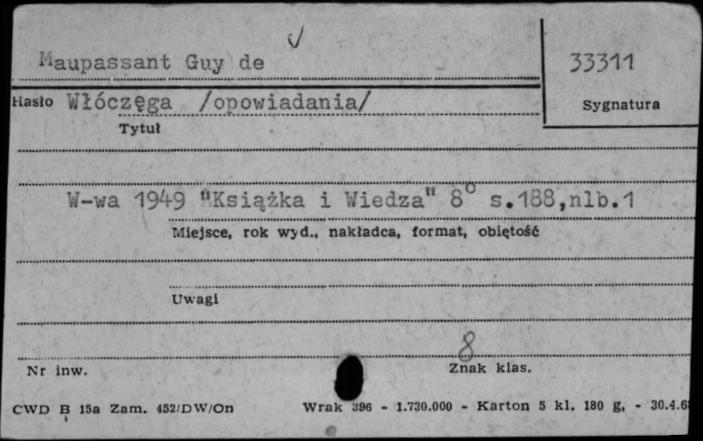 Maupassant Guy de
33311
Hasło Włóczęga /opowiadania/
Sygnatura
Tytuł
W-wa 1949 "Książka i Wiedza" 8° s.188,nlb.1
Miejsce, rok wyd., nakładca, format, objętość
Uwagi
8
Nr inw.
Znak klas.
CWD B 15a Zam. 452/DW/On
Wrak 396 - 1.730.000 - Karton 5 kl. 180 g, - 30.4.6